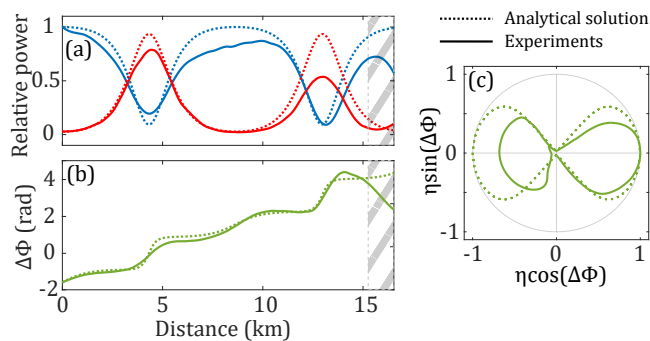 Analytical solution
Experiments
(a)
Relative power
1
0.5
0
(b)
ΔΦ (rad)
4
2
0
-2
0
5
10
15
Distance (km)
(c)
ηsin(ΔΦ)
1
0
-1
-1
0
1
ηcos(ΔΦ)